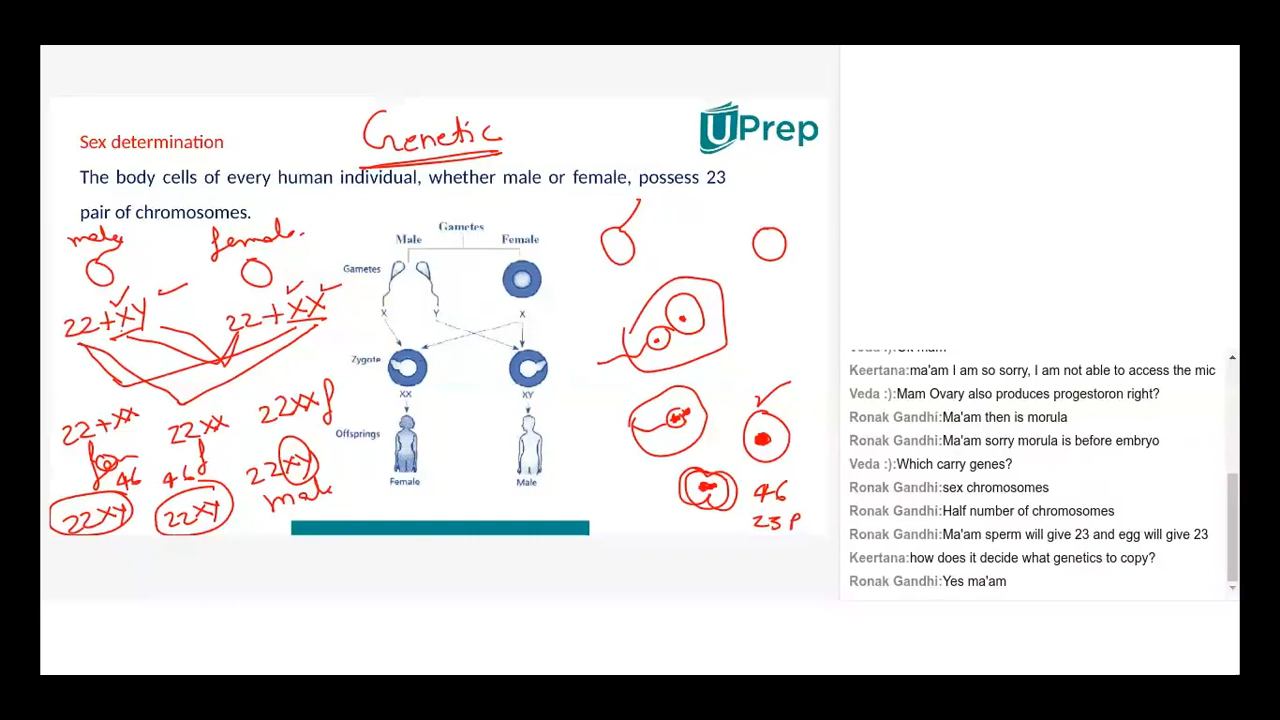 Genetic
UPrep
Sex determination
The body cells of every human individual, whether male or female, possess 23
pair of chromosomes.
male
female
Gametes
Male
Female
Gametes
22+XY
22+XX
X
Y
X
Zygote
XX
XY
22+XX
22XX
22XX f
f
46
46
22XY
male
22XY
22XY
Offsprings
Female
Male
46
23 P
Keertana:ma'am I am so sorry, I am not able to access the mic
Veda :):Mam Ovary also produces progestoron right?
Ronak Gandhi:Ma'am then is morula
Ronak Gandhi:Ma'am sorry morula is before embryo
Veda :):Which carry genes?
Ronak Gandhi:sex chromosomes
Ronak Gandhi:Half number of chromosomes
Ronak Gandhi:Ma'am sperm will give 23 and egg will give 23
Keertana:how does it decide what genetics to copy?
Ronak Gandhi:Yes ma'am